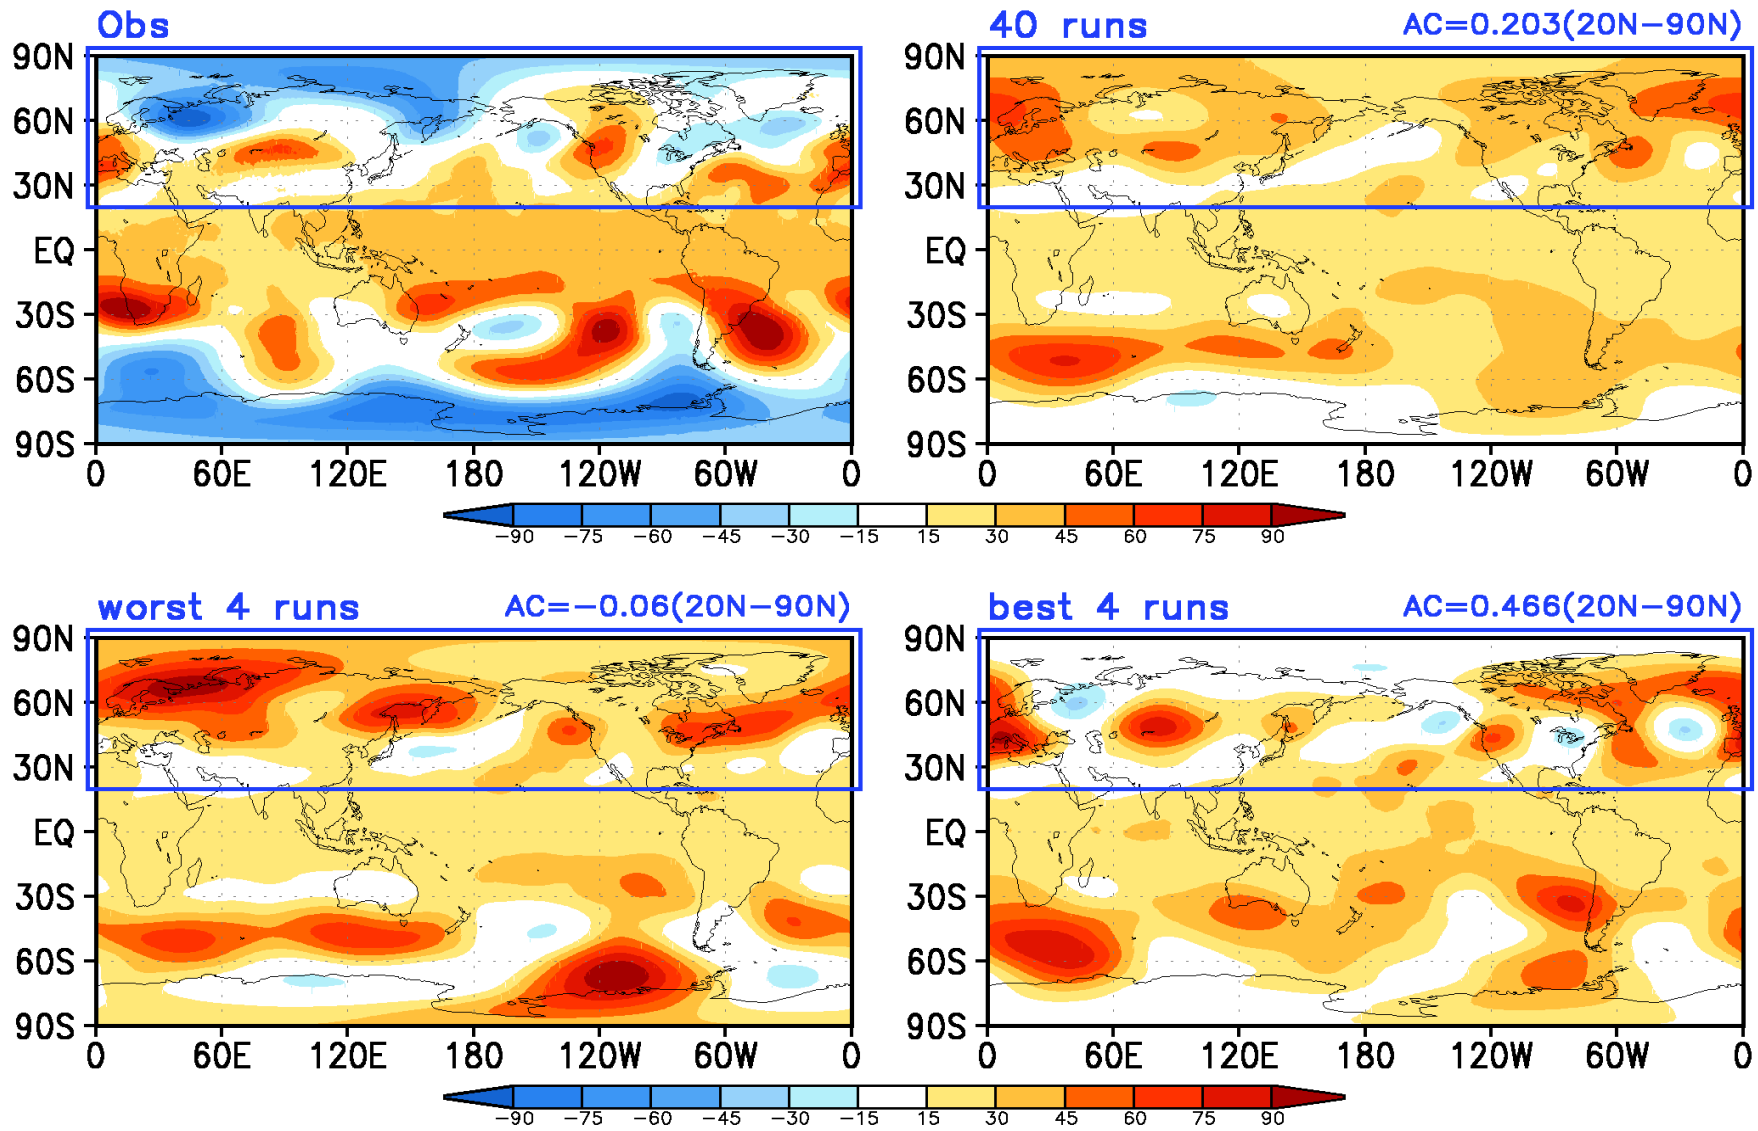 Obs
40 runs AC=0.203(20N−90N)
90N
60N
30N
EQ
30S
60S
90S
0 60E 120E 180 120W 60W 0
90N
60N
30N
EQ
30S
60S
90S
0 60E 120E 180 120W 60W 0
−90 −75 −60 −45 −30 −15 15 30 45 60 75 90
worst 4 runs AC=−0.06(20N−90N)
best 4 runs AC=0.466(20N−90N)
90N
60N
30N
EQ
30S
60S
90S
0 60E 120E 180 120W 60W 0
90N
60N
30N
EQ
30S
60S
90S
0 60E 120E 180 120W 60W 0
−90 −75 −60 −45 −30 −15 15 30 45 60 75 90